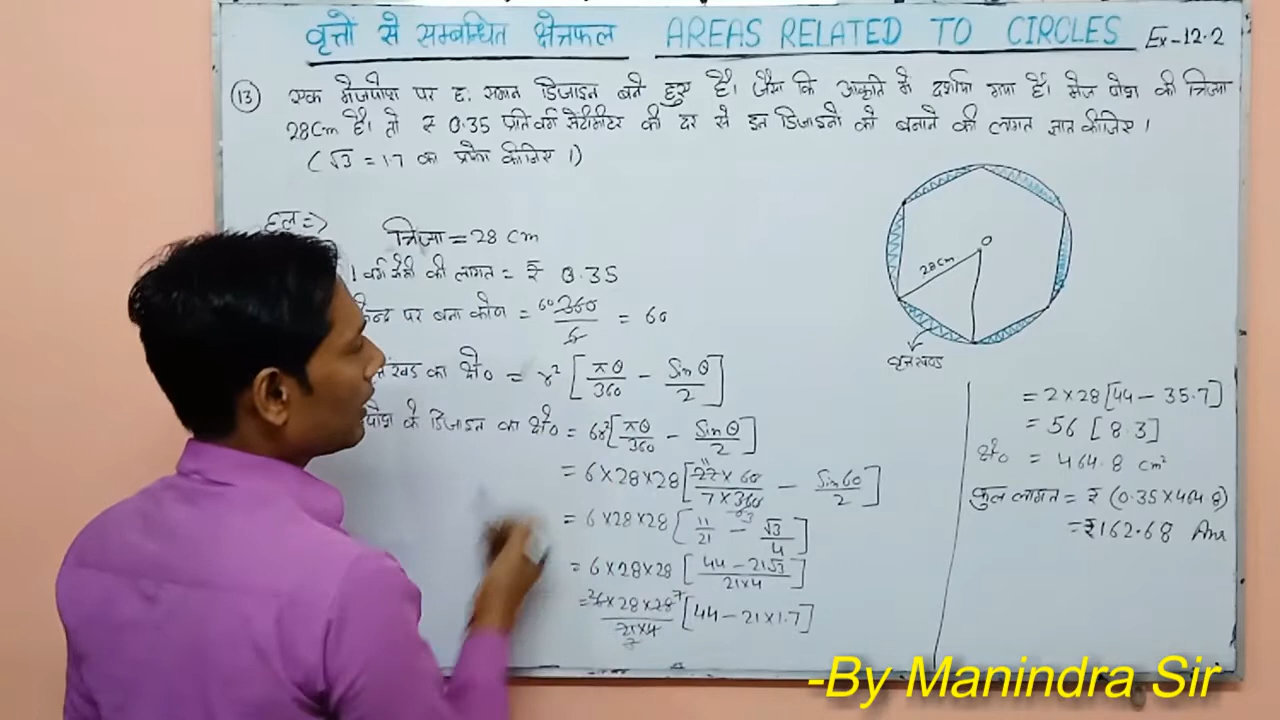 वृत्तो से सम्बन्धित क्षेत्रफल AREAS RELATED TO CIRCLES Ex-12.2
(13) एक मेजपोश पर छ: समान डिजाइन बने हुए है। जैसा कि आकृति मे दर्शाया गया है। मेज पोश की त्रिज्या
28cm है। तो ₹ 0.35 प्रतिवर्ग सेंटीमीटर की दर से इन डिजाइनो को बनाने की लागत ज्ञात कीजिए।
(√3 = 1.7 का प्रयोग कीजिए।)
हल =>
त्रिज्या = 28 cm
1 वर्ग सेमी की लागत = ₹ 0.35
केन्द्र पर बना कोण = 60 360/6 = 60
खंड का क्षे० = r² [πθ/360 - Sinθ/2]
पोश के डिजाइन का क्षे० = 6r²[πθ/360 - Sinθ/2]
= 6×28×28[22×60/7×360 - Sin60/2]
= 6×28×28 [11/21 - √3/4]
= 6×28×28 [44-21√3/21×4]
= 6×28×28/21×4 [44-21×1.7]
O
28cm
वृत्तखण्ड
= 2×28[44-35.7]
= 56 [8.3]
क्षे० = 464.8 cm²
कुल लागत = ₹ (0.35×464.8)
= ₹162.68 Ans
-By Manindra Sir